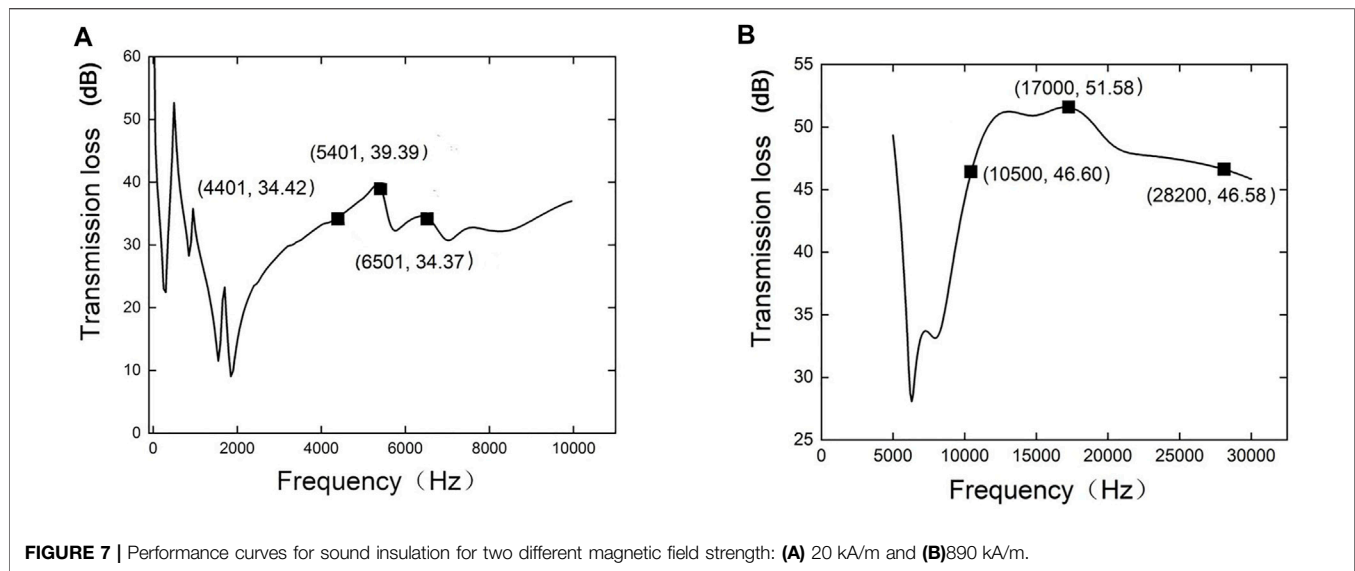 A
60
50
40
30
20
10
0
Transmission loss (dB)
(5401, 39.39)
(4401, 34.42)
(6501, 34.37)
0 2000 4000 6000 8000 10000
Frequency（Hz）
B
55
50
45
40
35
30
25
Transmission loss (dB)
(17000, 51.58)
(10500, 46.60)
(28200, 46.58)
0 5000 10000 15000 20000 25000 30000
Frequency（Hz）
FIGURE 7 | Performance curves for sound insulation for two different magnetic field strength: (A) 20 kA/m and (B)890 kA/m.